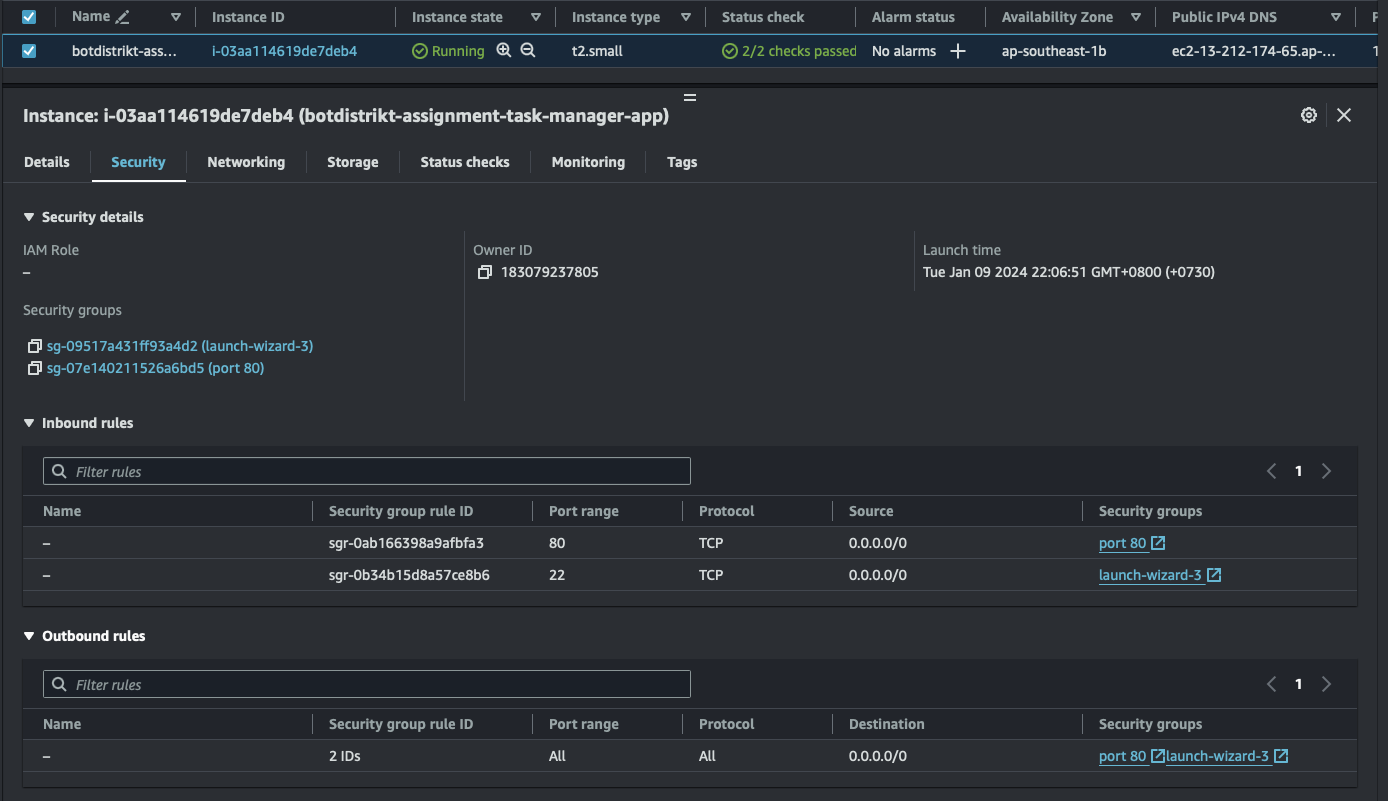 Name Instance ID Instance state Instance type Status check Alarm status Availability Zone Public IPv4 DNS
botdistrikt-ass... i-03aa114619de7deb4 Running t2.small 2/2 checks passed No alarms ap-southeast-1b ec2-13-212-174-65.ap-...
Instance: i-03aa114619de7deb4 (botdistrikt-assignment-task-manager-app)
Details Security Networking Storage Status checks Monitoring Tags
Security details
IAM Role Owner ID Launch time
– 183079237805 Tue Jan 09 2024 22:06:51 GMT+0800 (+0730)
Security groups
sg-09517a431ff93a4d2 (launch-wizard-3)
sg-07e140211526a6bd5 (port 80)
Inbound rules
Filter rules 1
Name Security group rule ID Port range Protocol Source Security groups
– sgr-0ab166398a9afbfa3 80 TCP 0.0.0.0/0 port 80
– sgr-0b34b15d8a57ce8b6 22 TCP 0.0.0.0/0 launch-wizard-3
Outbound rules
Filter rules 1
Name Security group rule ID Port range Protocol Destination Security groups
– 2 IDs All All 0.0.0.0/0 port 80 launch-wizard-3